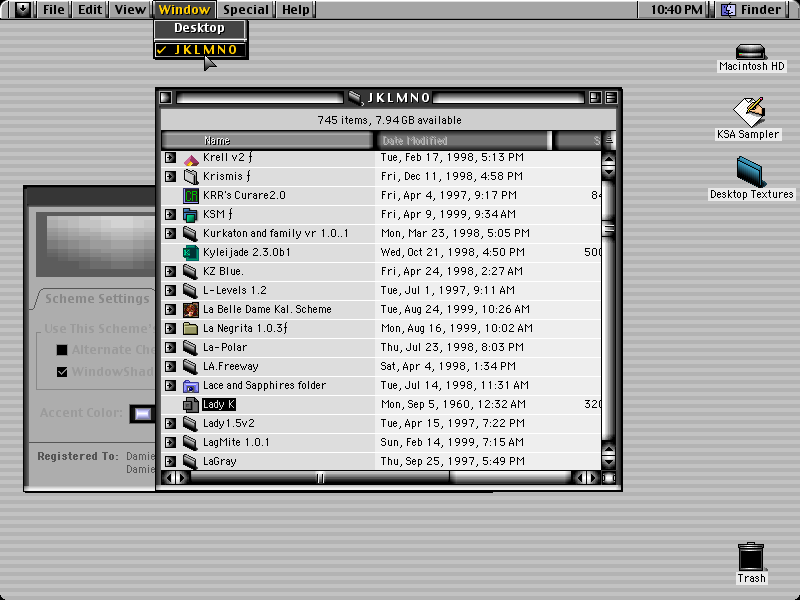 File Edit View Window Special Help 10:40 PM Finder
Desktop
✓ JKLMNO
Macintosh HD
KSA Sampler
Desktop Textures
JKLMNO
745 items, 7.94 GB available
Name Date Modified S
Krell v2 ƒ Tue, Feb 17, 1998, 5:13 PM
Krismis ƒ Fri, Dec 11, 1998, 4:58 PM
KRR's Curare2.0 Fri, Apr 4, 1997, 9:17 PM 84
KSM ƒ Fri, Apr 9, 1999, 9:34 AM
Kurkaton and family vr 1.0..1 Mon, Mar 23, 1998, 5:05 PM
Kyleijade 2.3.0b1 Wed, Oct 21, 1998, 4:50 PM 500
KZ Blue. Fri, Apr 24, 1998, 2:27 AM
L-Levels 1.2 Tue, Jul 1, 1997, 9:11 AM
La Belle Dame Kal. Scheme Tue, Aug 24, 1999, 10:26 AM
La Negrita 1.0.3ƒ Mon, Aug 16, 1999, 10:02 AM
La-Polar Thu, Jul 23, 1998, 8:03 PM
LA.Freeway Sat, Apr 4, 1998, 1:34 PM
Lace and Sapphires folder Tue, Jul 14, 1998, 11:31 AM
Lady K Mon, Sep 5, 1960, 12:32 AM 320
Lady1.5v2 Tue, Apr 15, 1997, 7:22 PM
LagMite 1.0.1 Sun, Feb 14, 1999, 7:15 AM
LaGray Thu, Sep 25, 1997, 5:49 PM
Scheme Settings
Use This Scheme's
Alternate Che
WindowShad
Accent Color:
Registered To: Damie
Damie
Trash